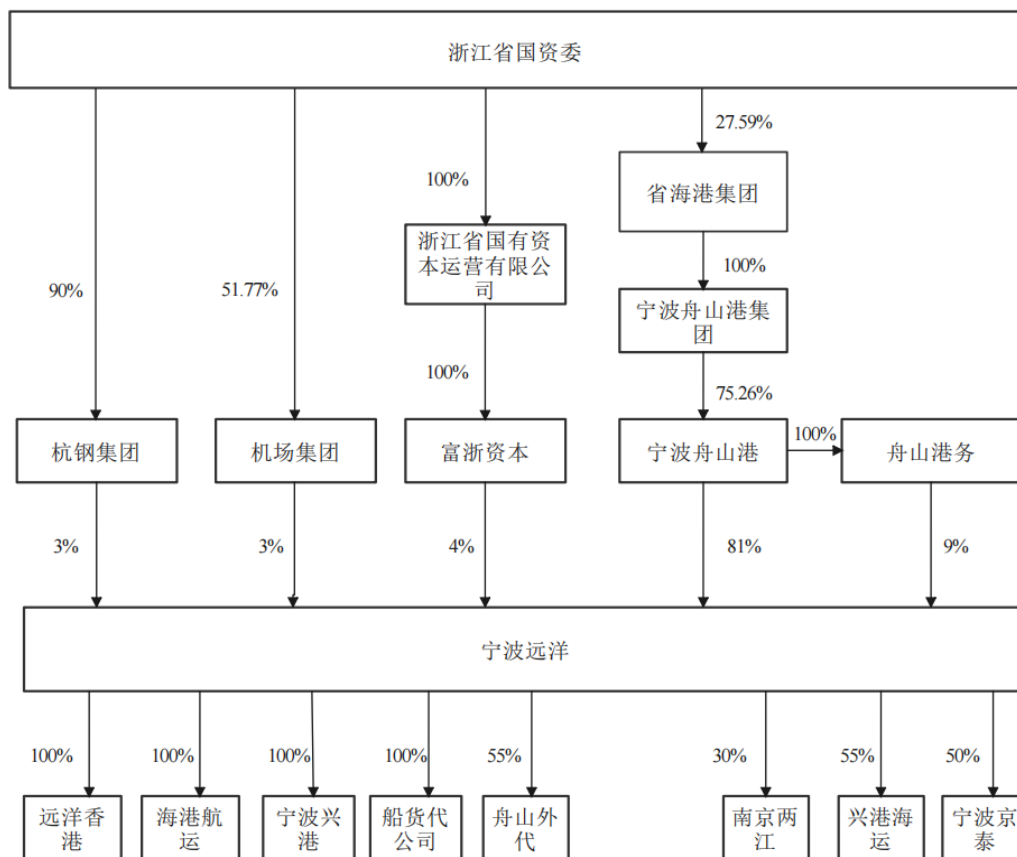 浙江省国资委
27.59%
100%
省海港集团
浙江省国有资
本运营有限公
司
90%
51.77%
100%
宁波舟山港集
团
100%
75.26%
杭钢集团
机场集团
富浙资本
宁波舟山港
100%
舟山港务
3%
3%
4%
81%
9%
宁波远洋
100%
100%
100%
100%
55%
30%
55%
50%
远洋香
港
海港航
运
宁波兴
港
船货代
公司
舟山外
代
南京两
江
兴港海
运
宁波京
泰